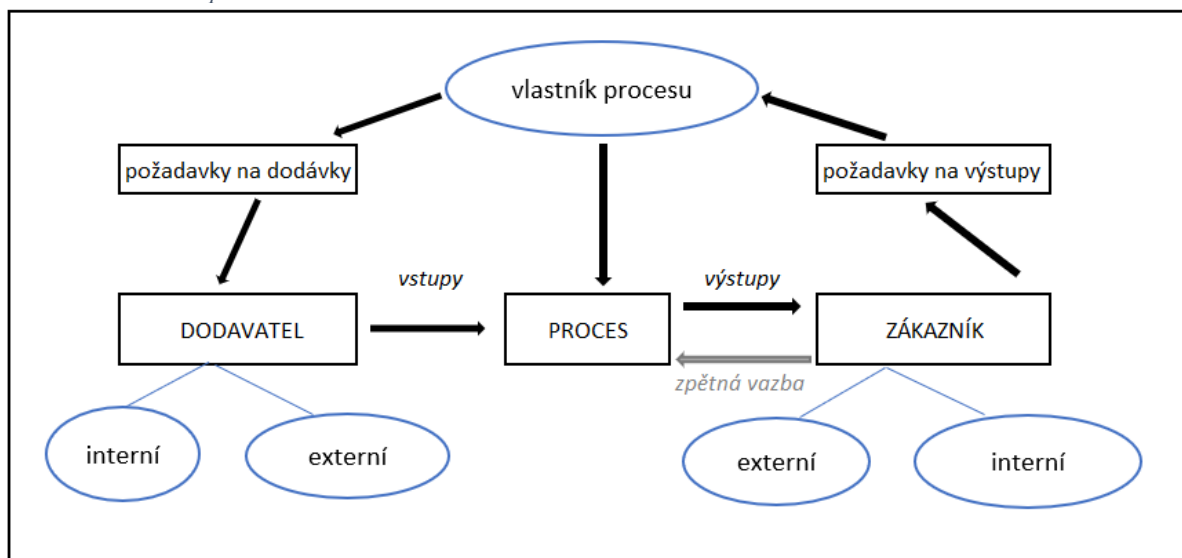 vlastník procesu
požadavky na dodávky
požadavky na výstupy
vstupy
výstupy
DODAVATEL
PROCES
ZÁKAZNÍK
zpětná vazba
interní
externí
externí
interní